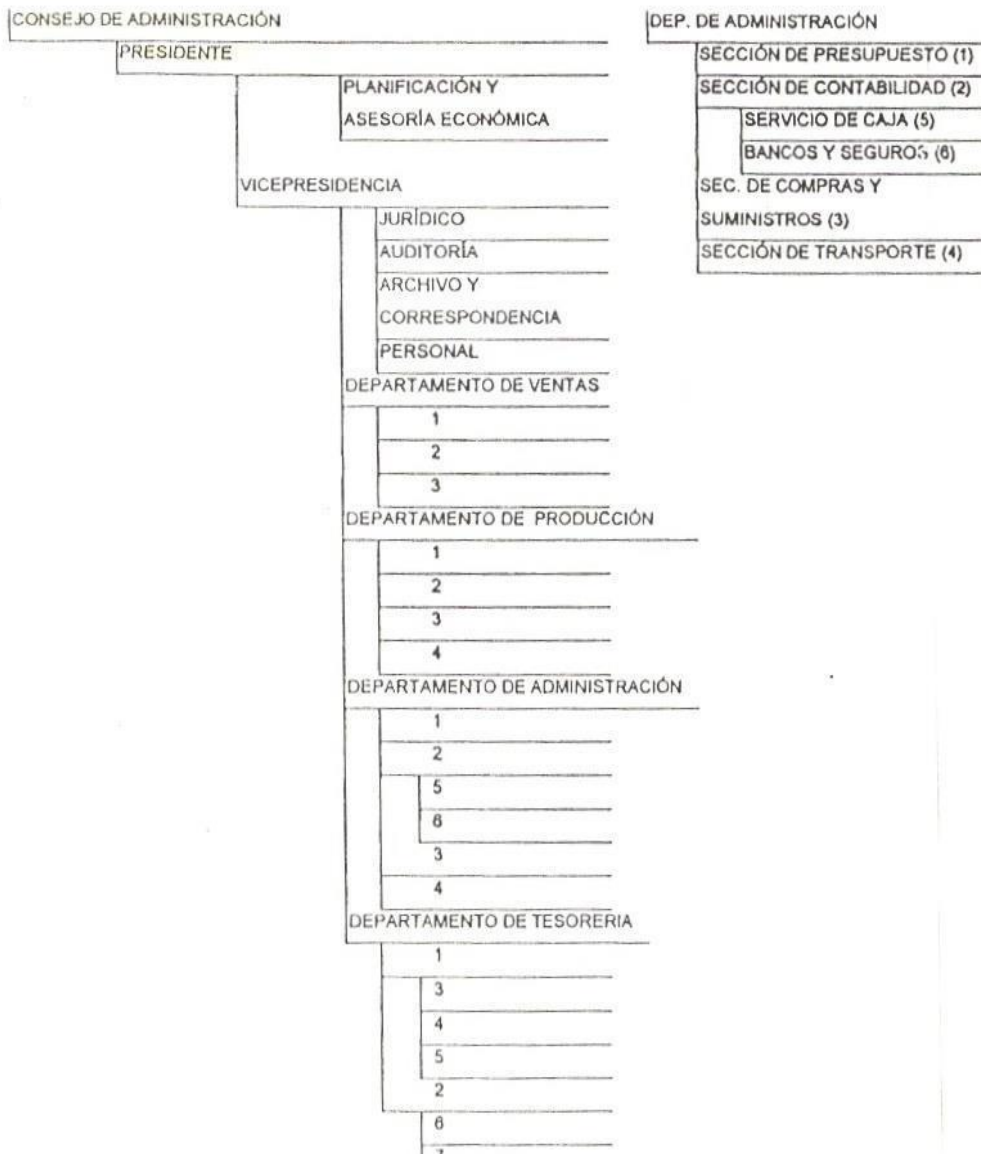 CONSEJO DE ADMINISTRACIÓN
PRESIDENTE
PLANIFICACIÓN Y
ASESORÍA ECONÓMICA
VICEPRESIDENCIA
JURÍDICO
AUDITORÍA
ARCHIVO Y
CORRESPONDENCIA
PERSONAL
DEPARTAMENTO DE VENTAS
1
2
3
DEPARTAMENTO DE PRODUCCIÓN
1
2
3
4
DEPARTAMENTO DE ADMINISTRACIÓN
1
2
5
6
3
4
DEPARTAMENTO DE TESORERIA
1
3
4
5
2
6
7
DEP. DE ADMINISTRACIÓN
SECCIÓN DE PRESUPUESTO (1)
SECCIÓN DE CONTABILIDAD (2)
SERVICIO DE CAJA (5)
BANCOS Y SEGUROS (6)
SEC. DE COMPRAS Y
SUMINISTROS (3)
SECCIÓN DE TRANSPORTE (4)